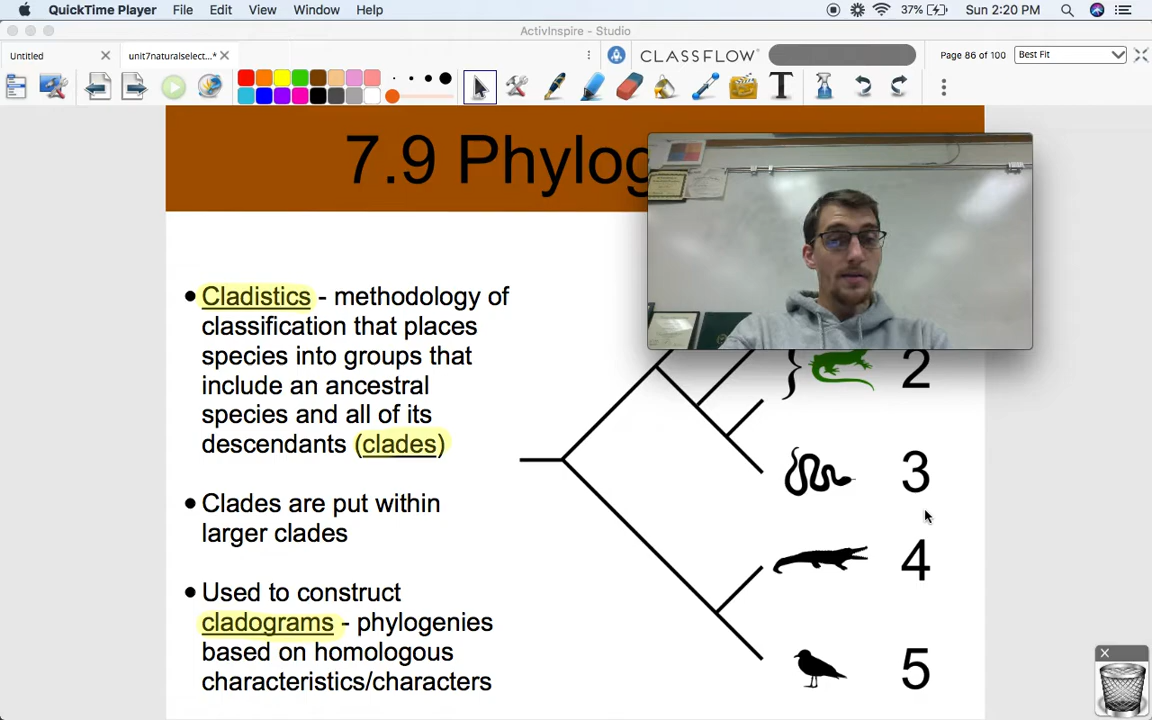 QuickTime Player File Edit View Window Help 37% Sun 2:20 PM
ActivInspire - Studio
Untitled unit7naturalselect...* CLASSFLOW Page 86 of 100 Best Fit
7.9 Phylog
• Cladistics - methodology of
classification that places
species into groups that
include an ancestral
species and all of its
descendants (clades)
• Clades are put within
larger clades
• Used to construct
cladograms - phylogenies
based on homologous
characteristics/characters
2
3
4
5